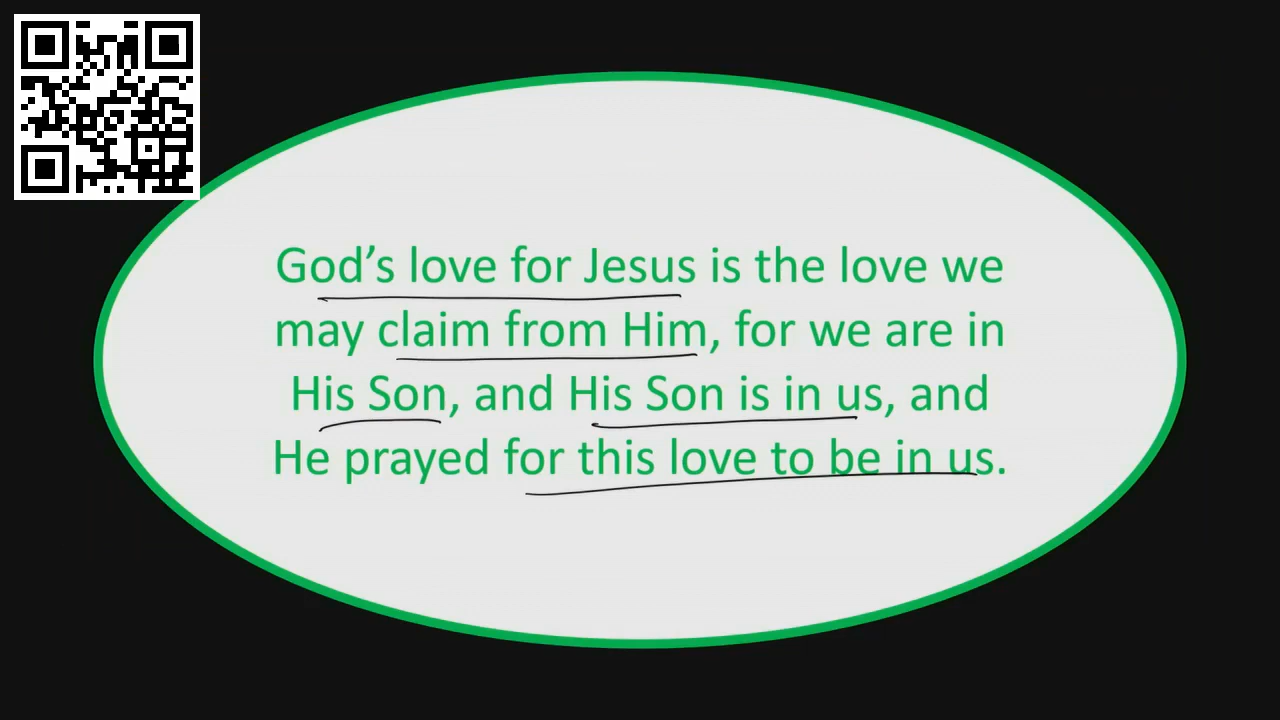 God’s love for Jesus is the love we
may claim from Him, for we are in
His Son, and His Son is in us, and
He prayed for this love to be in us.